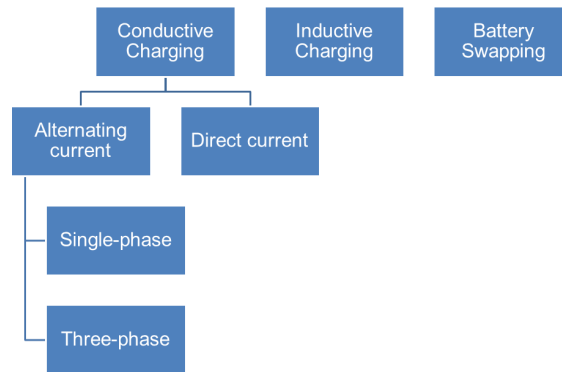 Conductive
Charging
Inductive
Charging
Battery
Swapping
Alternating
current
Direct current
Single-phase
Three-phase